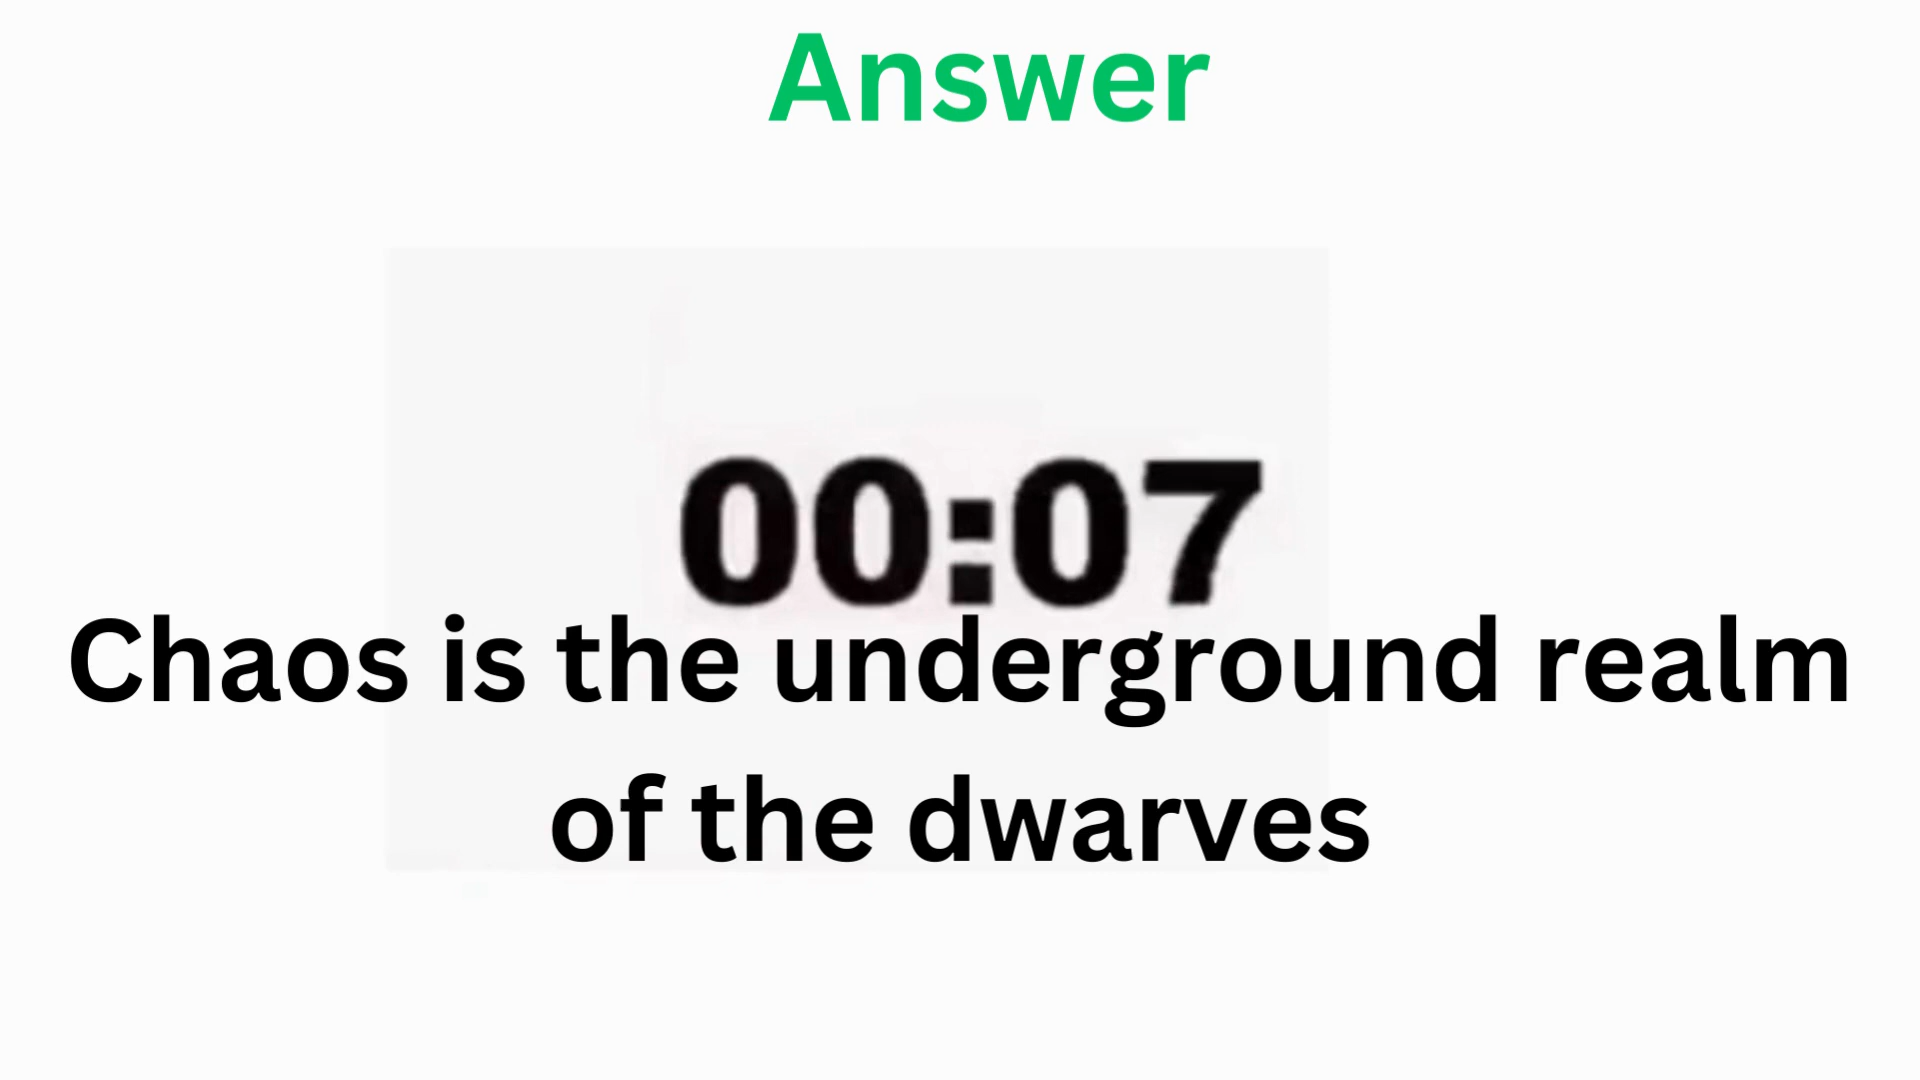 Answer
00:07
Chaos is the underground realm
of the dwarves